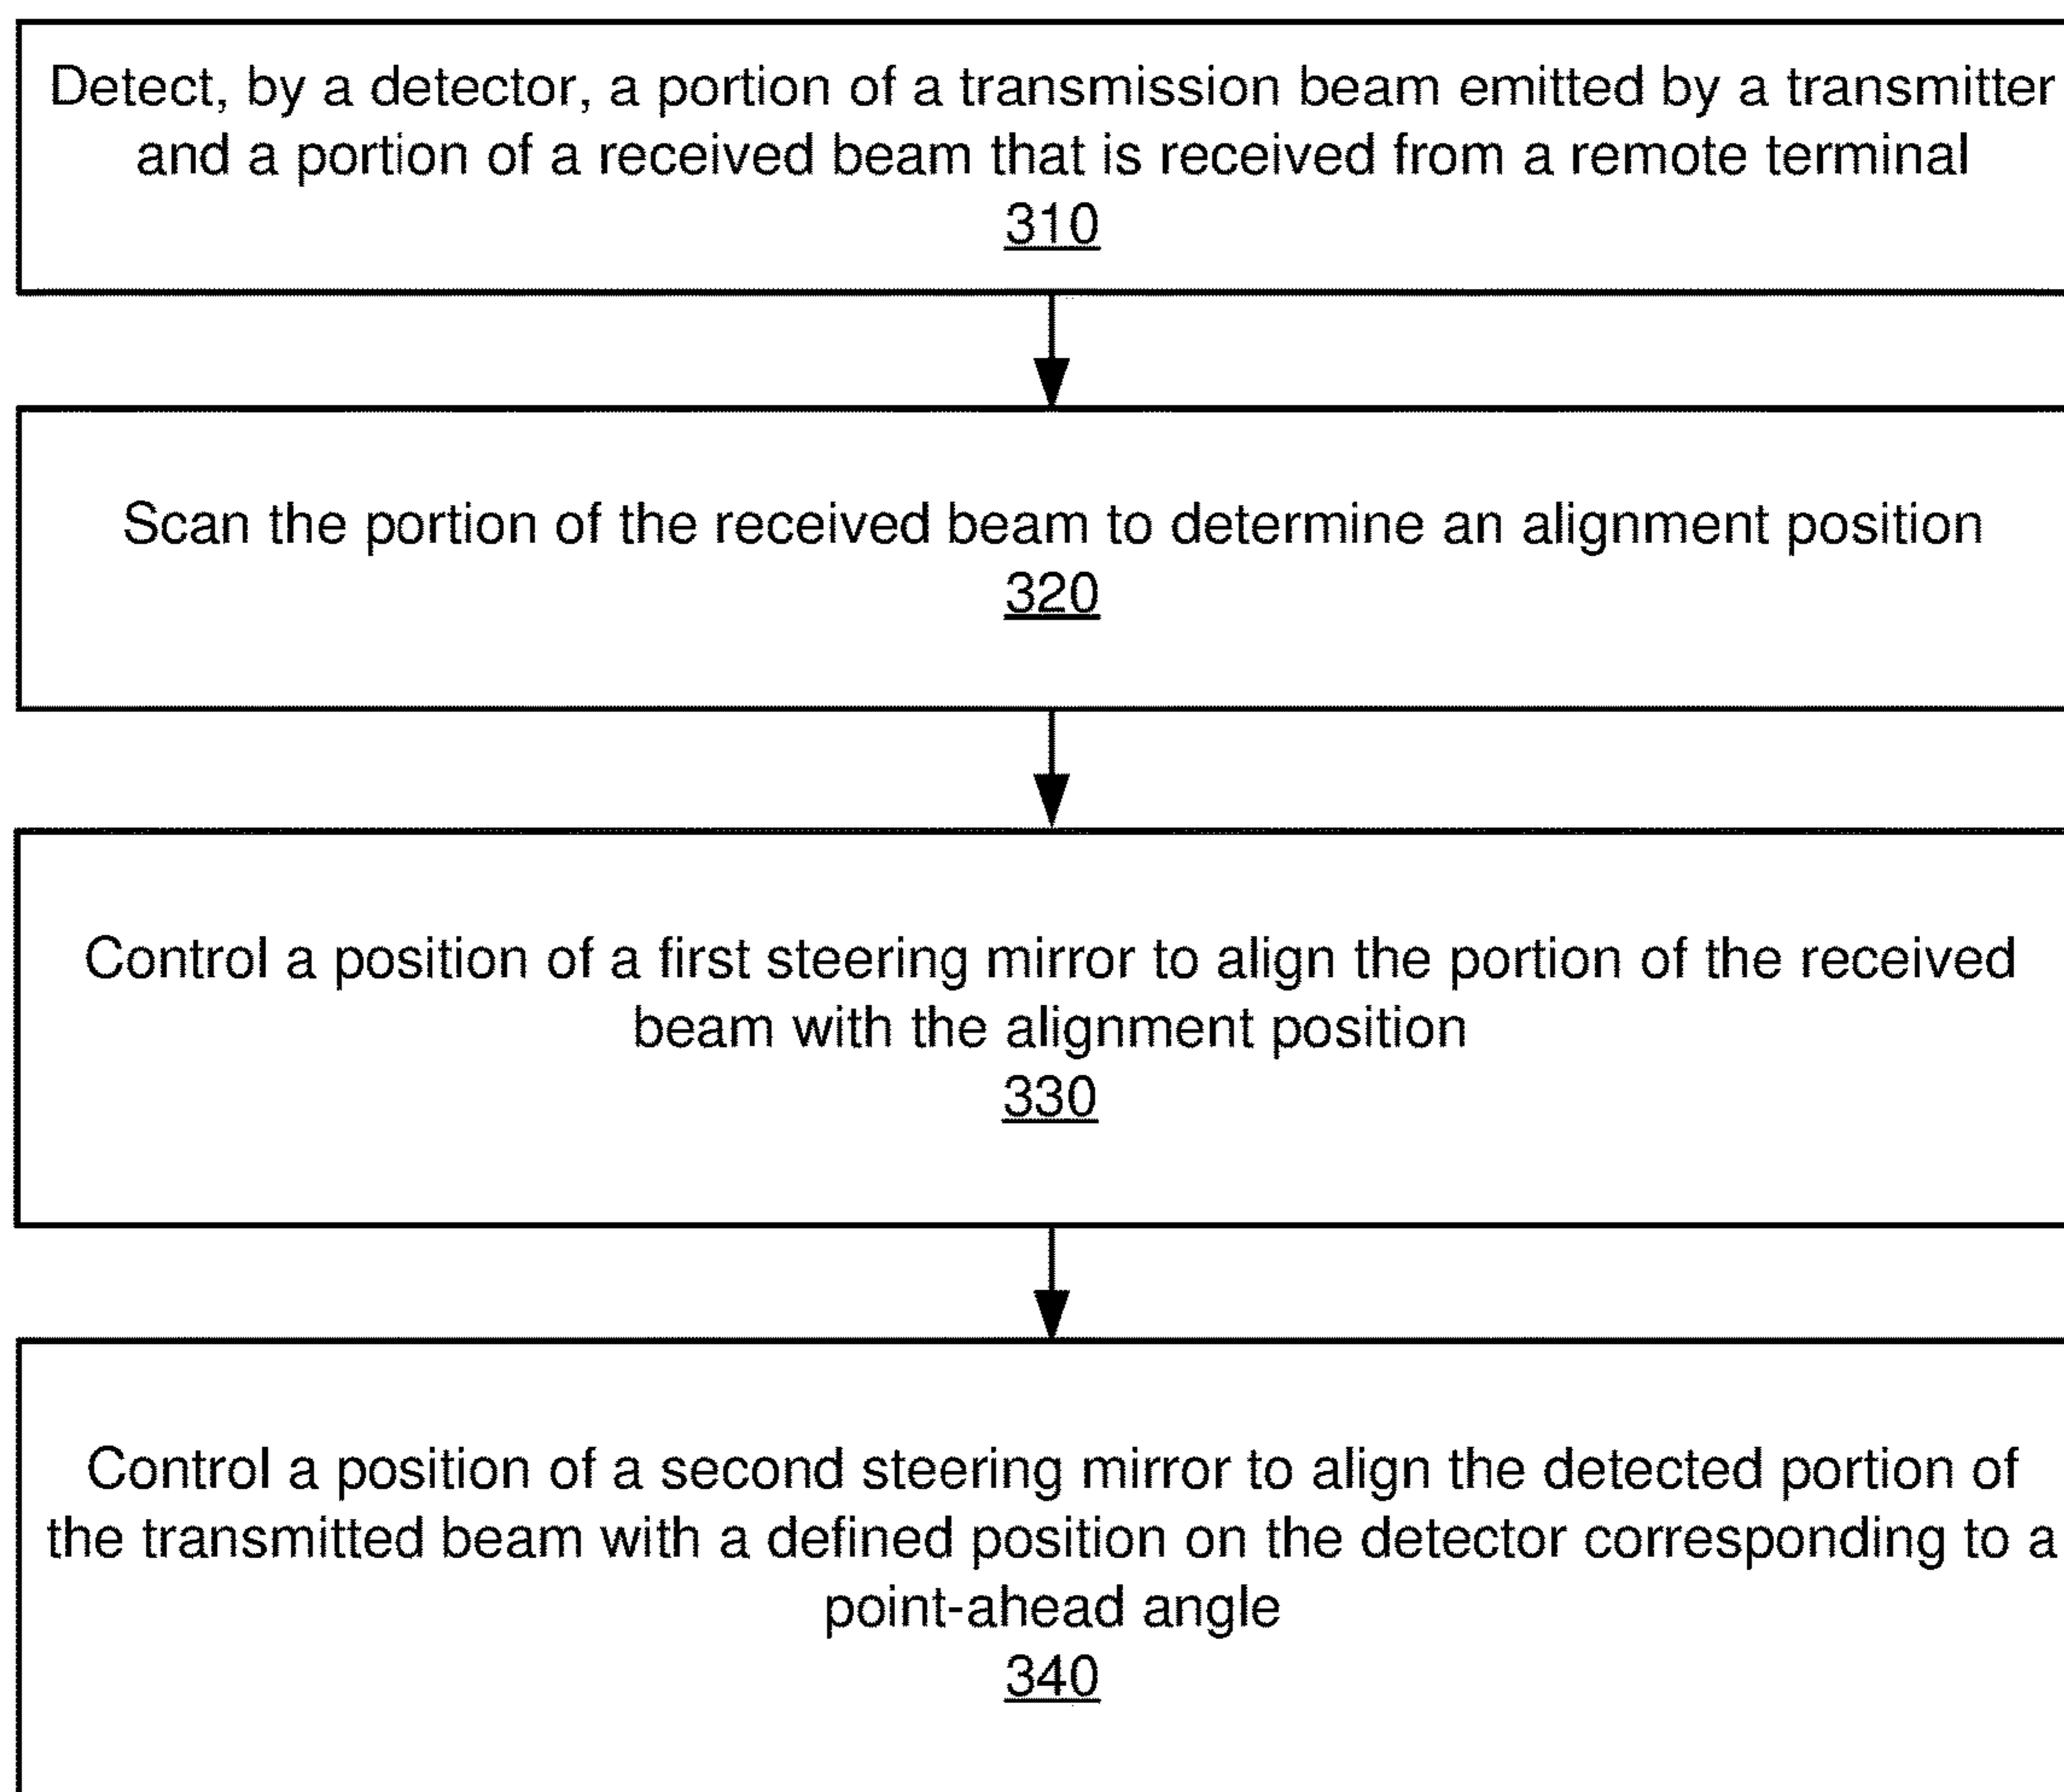 Detect, by a detector, a portion of a transmission beam emitted by a transmitter
and a portion of a received beam that is received from a remote terminal
310
Scan the portion of the received beam to determine an alignment position
320
Control a position of a first steering mirror to align the portion of the received
beam with the alignment position
330
Control a position of a second steering mirror to align the detected portion of
the transmitted beam with a defined position on the detector corresponding to a
point-ahead angle
340